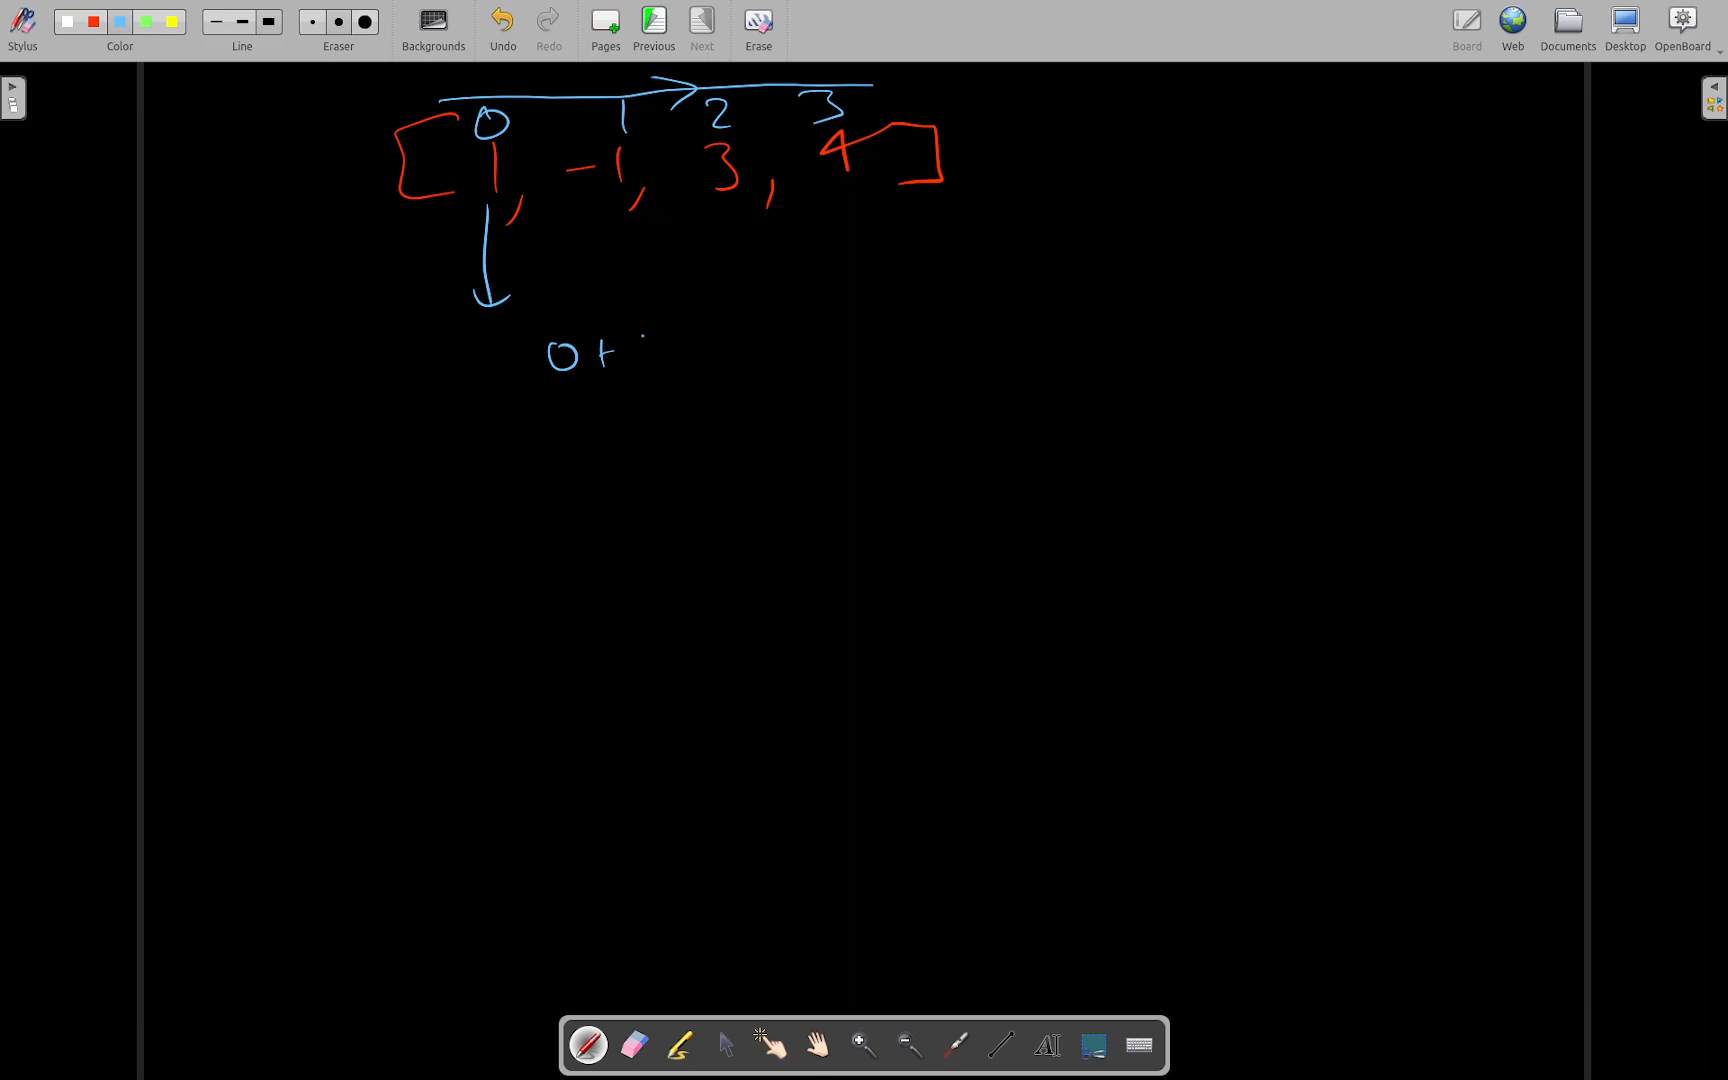 Stylus Color Line Eraser Backgrounds Undo Redo Pages Previous Next Erase Board Web Documents Desktop OpenBoard
0 1 2 3
[1, -1, 3, 4]
0 +
AI